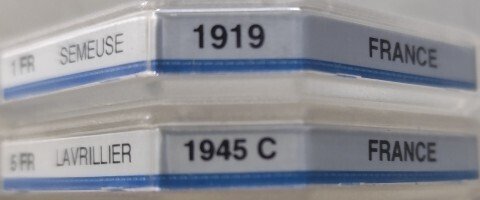 1 FR SEMEUSE 1919 FRANCE
5 FR LAVRILLIER 1945 C FRANCE